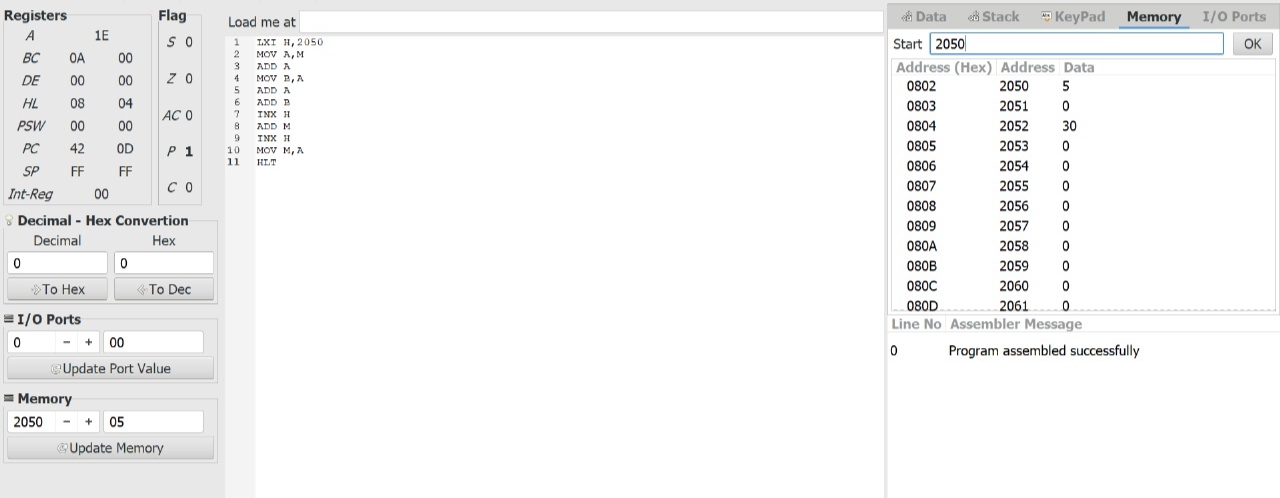 Registers
A 1E
BC 0A 00
DE 00 00
HL 08 04
PSW 00 00
PC 42 0D
SP FF FF
Int-Reg 00
Flag
S 0
Z 0
AC 0
P 1
C 0
Decimal - Hex Convertion
Decimal Hex
0 0
To Hex To Dec
I/O Ports
0 - + 00
Update Port Value
Memory
2050 - + 05
Update Memory
Load me at
1 LXI H,2050
2 MOV A,M
3 ADD A
4 MOV B,A
5 ADD A
6 ADD B
7 INX H
8 ADD M
9 INX H
10 MOV M,A
11 HLT
Data Stack KeyPad Memory I/O Ports
Start 2050 OK
Address (Hex) Address Data
0802 2050 5
0803 2051 0
0804 2052 30
0805 2053 0
0806 2054 0
0807 2055 0
0808 2056 0
0809 2057 0
080A 2058 0
080B 2059 0
080C 2060 0
080D 2061 0
Line No Assembler Message
0 Program assembled successfully